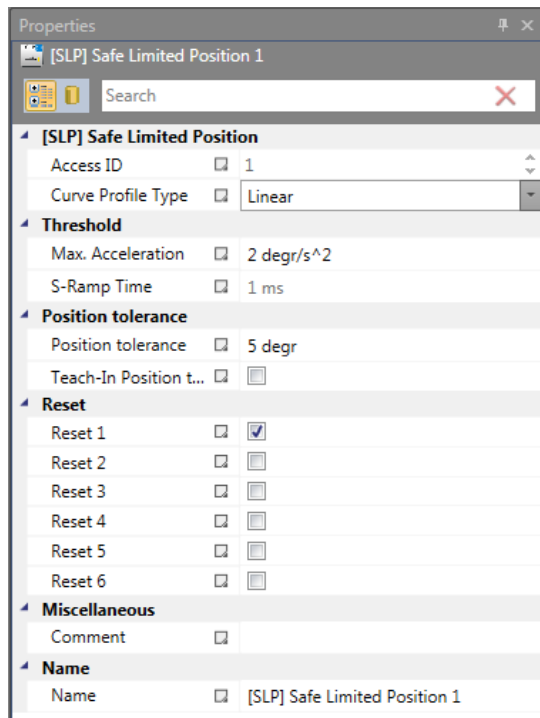 Properties
[SLP] Safe Limited Position 1
Search
[SLP] Safe Limited Position
Access ID 1
Curve Profile Type Linear
Threshold
Max. Acceleration 2 degr/s^2
S-Ramp Time 1 ms
Position tolerance
Position tolerance 5 degr
Teach-In Position t...
Reset
Reset 1
Reset 2
Reset 3
Reset 4
Reset 5
Reset 6
Miscellaneous
Comment
Name
Name [SLP] Safe Limited Position 1